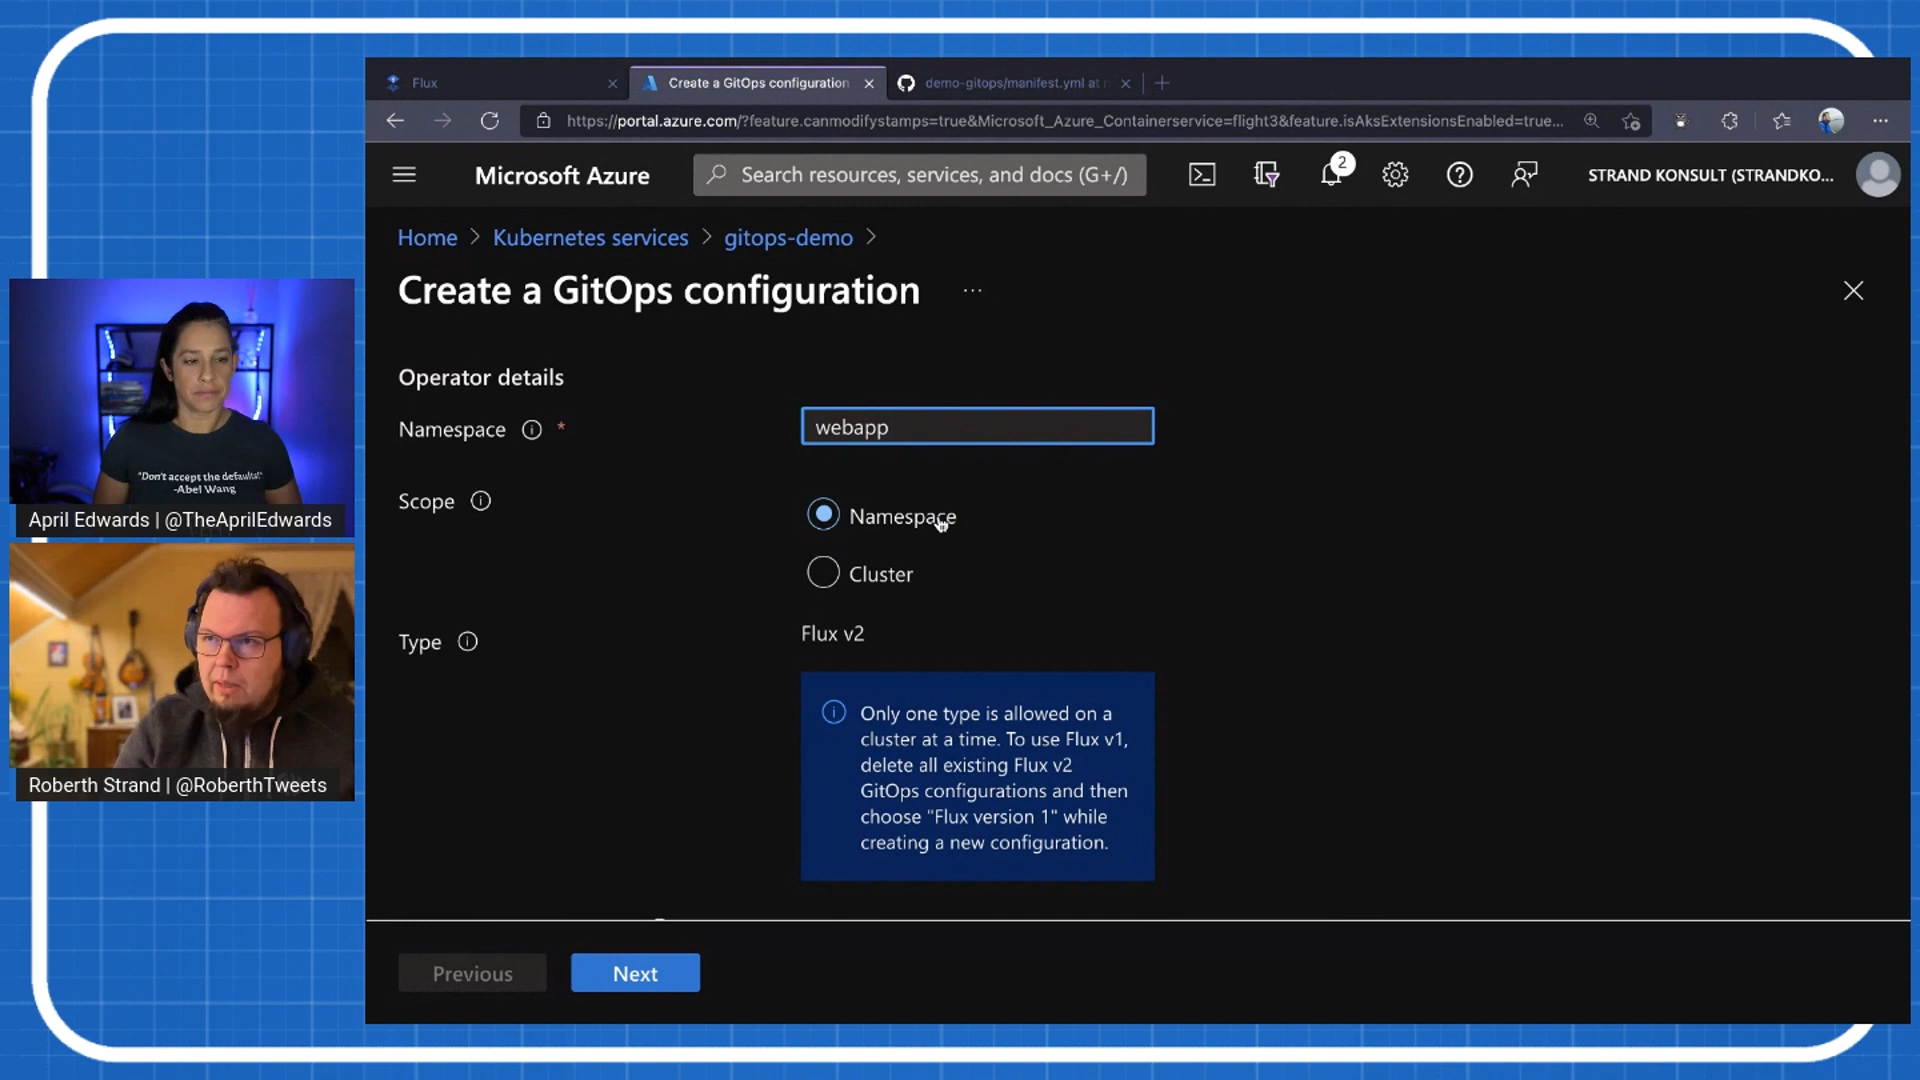 Flux
Create a GitOps configuration
demo-gitops/manifest.yml at
https://portal.azure.com/?feature.canmodifystamps=true&Microsoft_Azure_Containerservice=flight3&feature.isAksExtensionsEnabled=true...
Microsoft Azure
Search resources, services, and docs (G+/)
2
STRAND KONSULT (STRANDKO...
Home > Kubernetes services > gitops-demo >
Create a GitOps configuration ...
Operator details
Namespace *
webapp
Scope
Namespace
Cluster
Type
Flux v2
Only one type is allowed on a
cluster at a time. To use Flux v1,
delete all existing Flux v2
GitOps configurations and then
choose "Flux version 1" while
creating a new configuration.
Previous
Next
"Don't accept the defaults!"
-Abel Wang
April Edwards | @TheAprilEdwards
Roberth Strand | @RoberthTweets